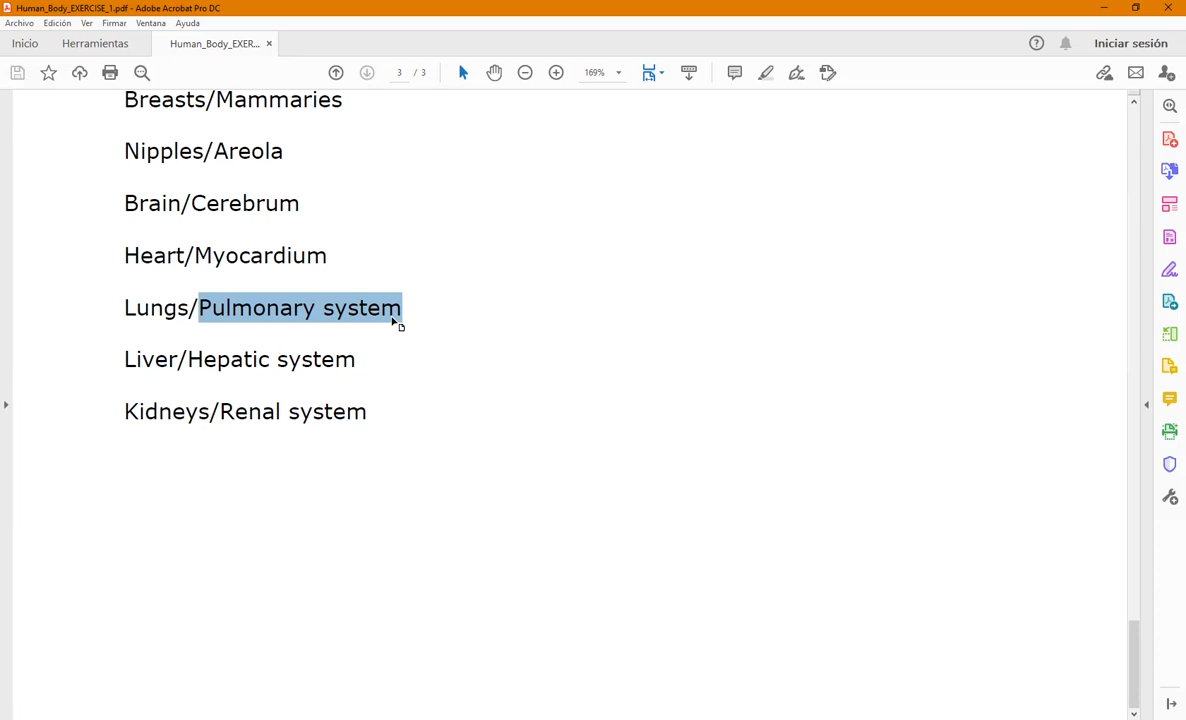 Human_Body_EXERCISE_1.pdf - Adobe Acrobat Pro DC
Archivo Edición Ver Firmar Ventana Ayuda
Inicio Herramientas Human_Body_EXER... × Iniciar sesión
3 / 3 169%
Breasts/Mammaries
Nipples/Areola
Brain/Cerebrum
Heart/Myocardium
Lungs/Pulmonary system
Liver/Hepatic system
Kidneys/Renal system